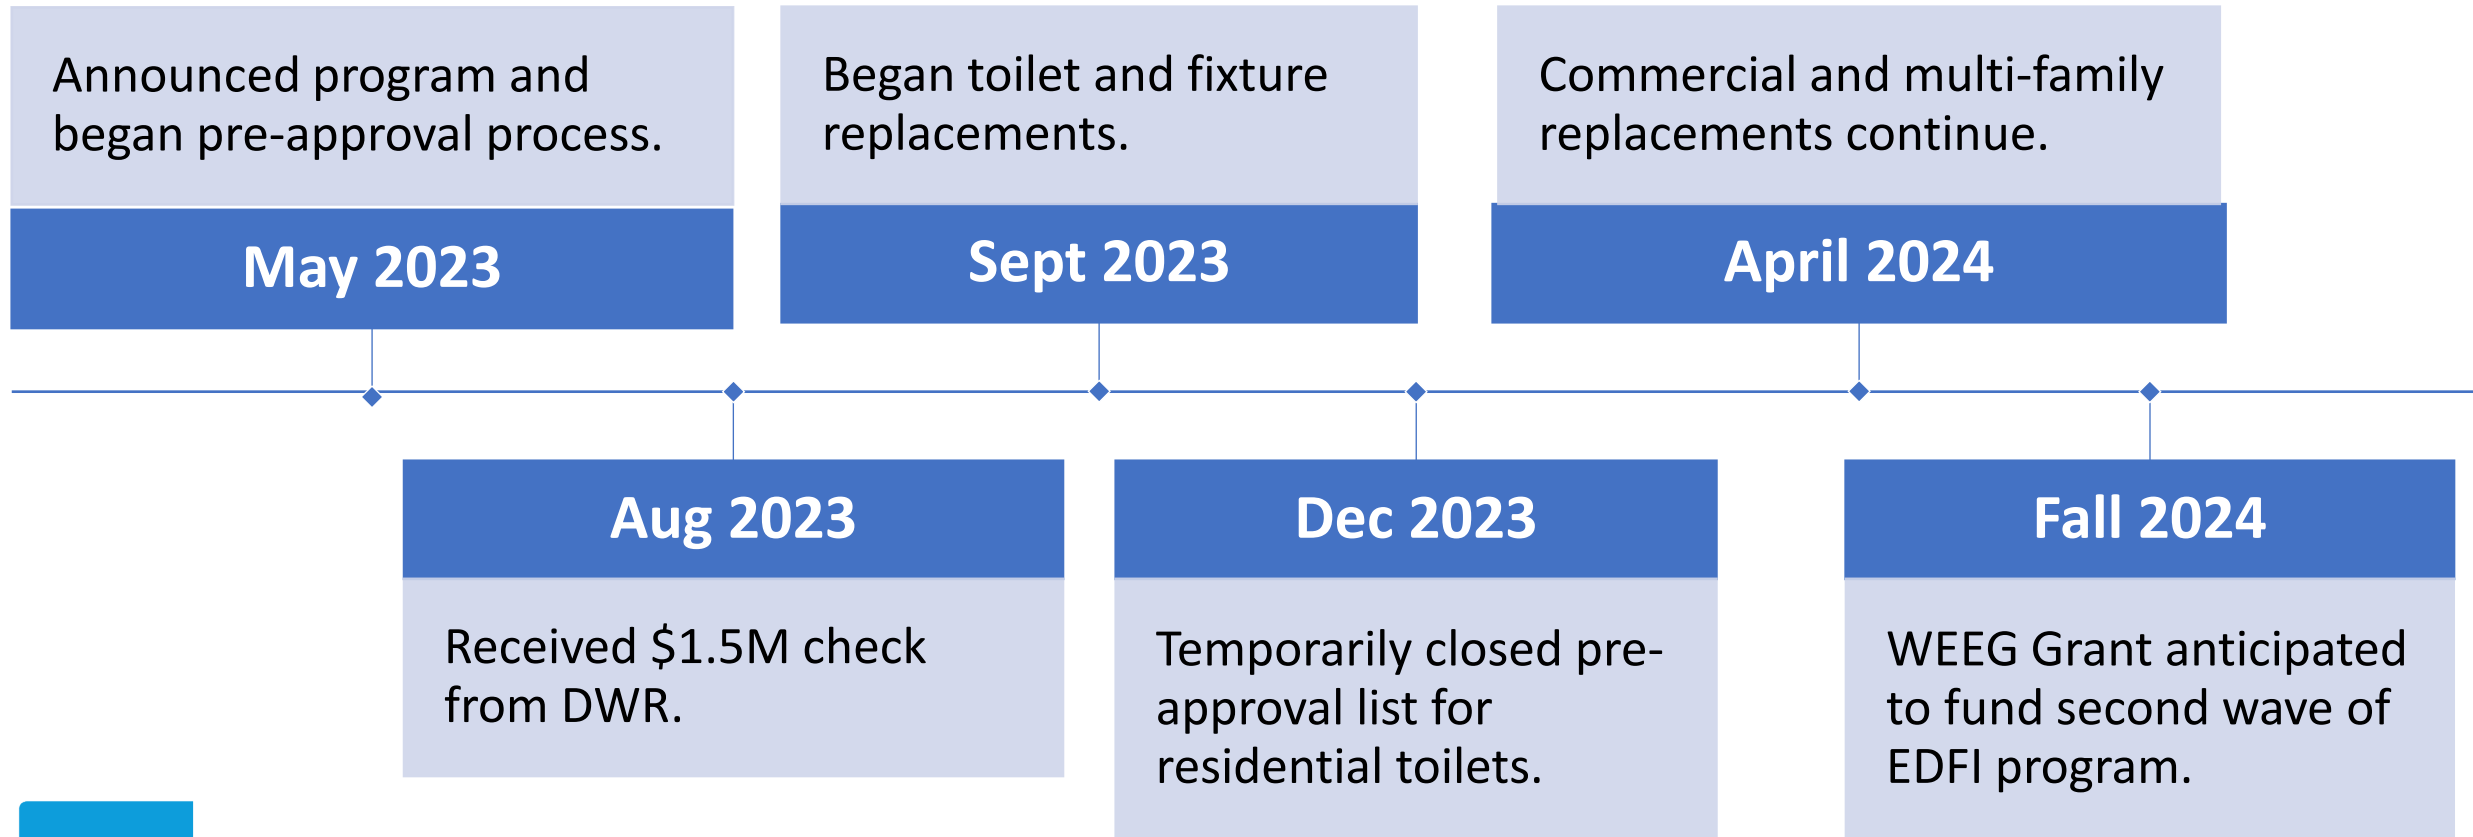 Announced program and
began pre-approval process.
May 2023
Began toilet and fixture
replacements.
Sept 2023
Commercial and multi-family
replacements continue.
April 2024
Aug 2023
Received $1.5M check
from DWR.
Dec 2023
Temporarily closed pre-
approval list for
residential toilets.
Fall 2024
WEEG Grant anticipated
to fund second wave of
EDFI program.